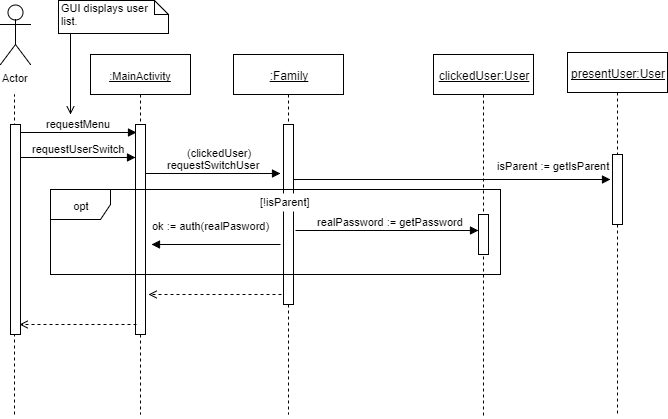 GUI displays user
list.
Actor
:MainActivity
:Family
clickedUser:User
presentUser:User
requestMenu
requestUserSwitch
(clickedUser)
requestSwitchUser
isParent := getIsParent
opt
[!isParent]
ok := auth(realPasword)
realPassword := getPassword